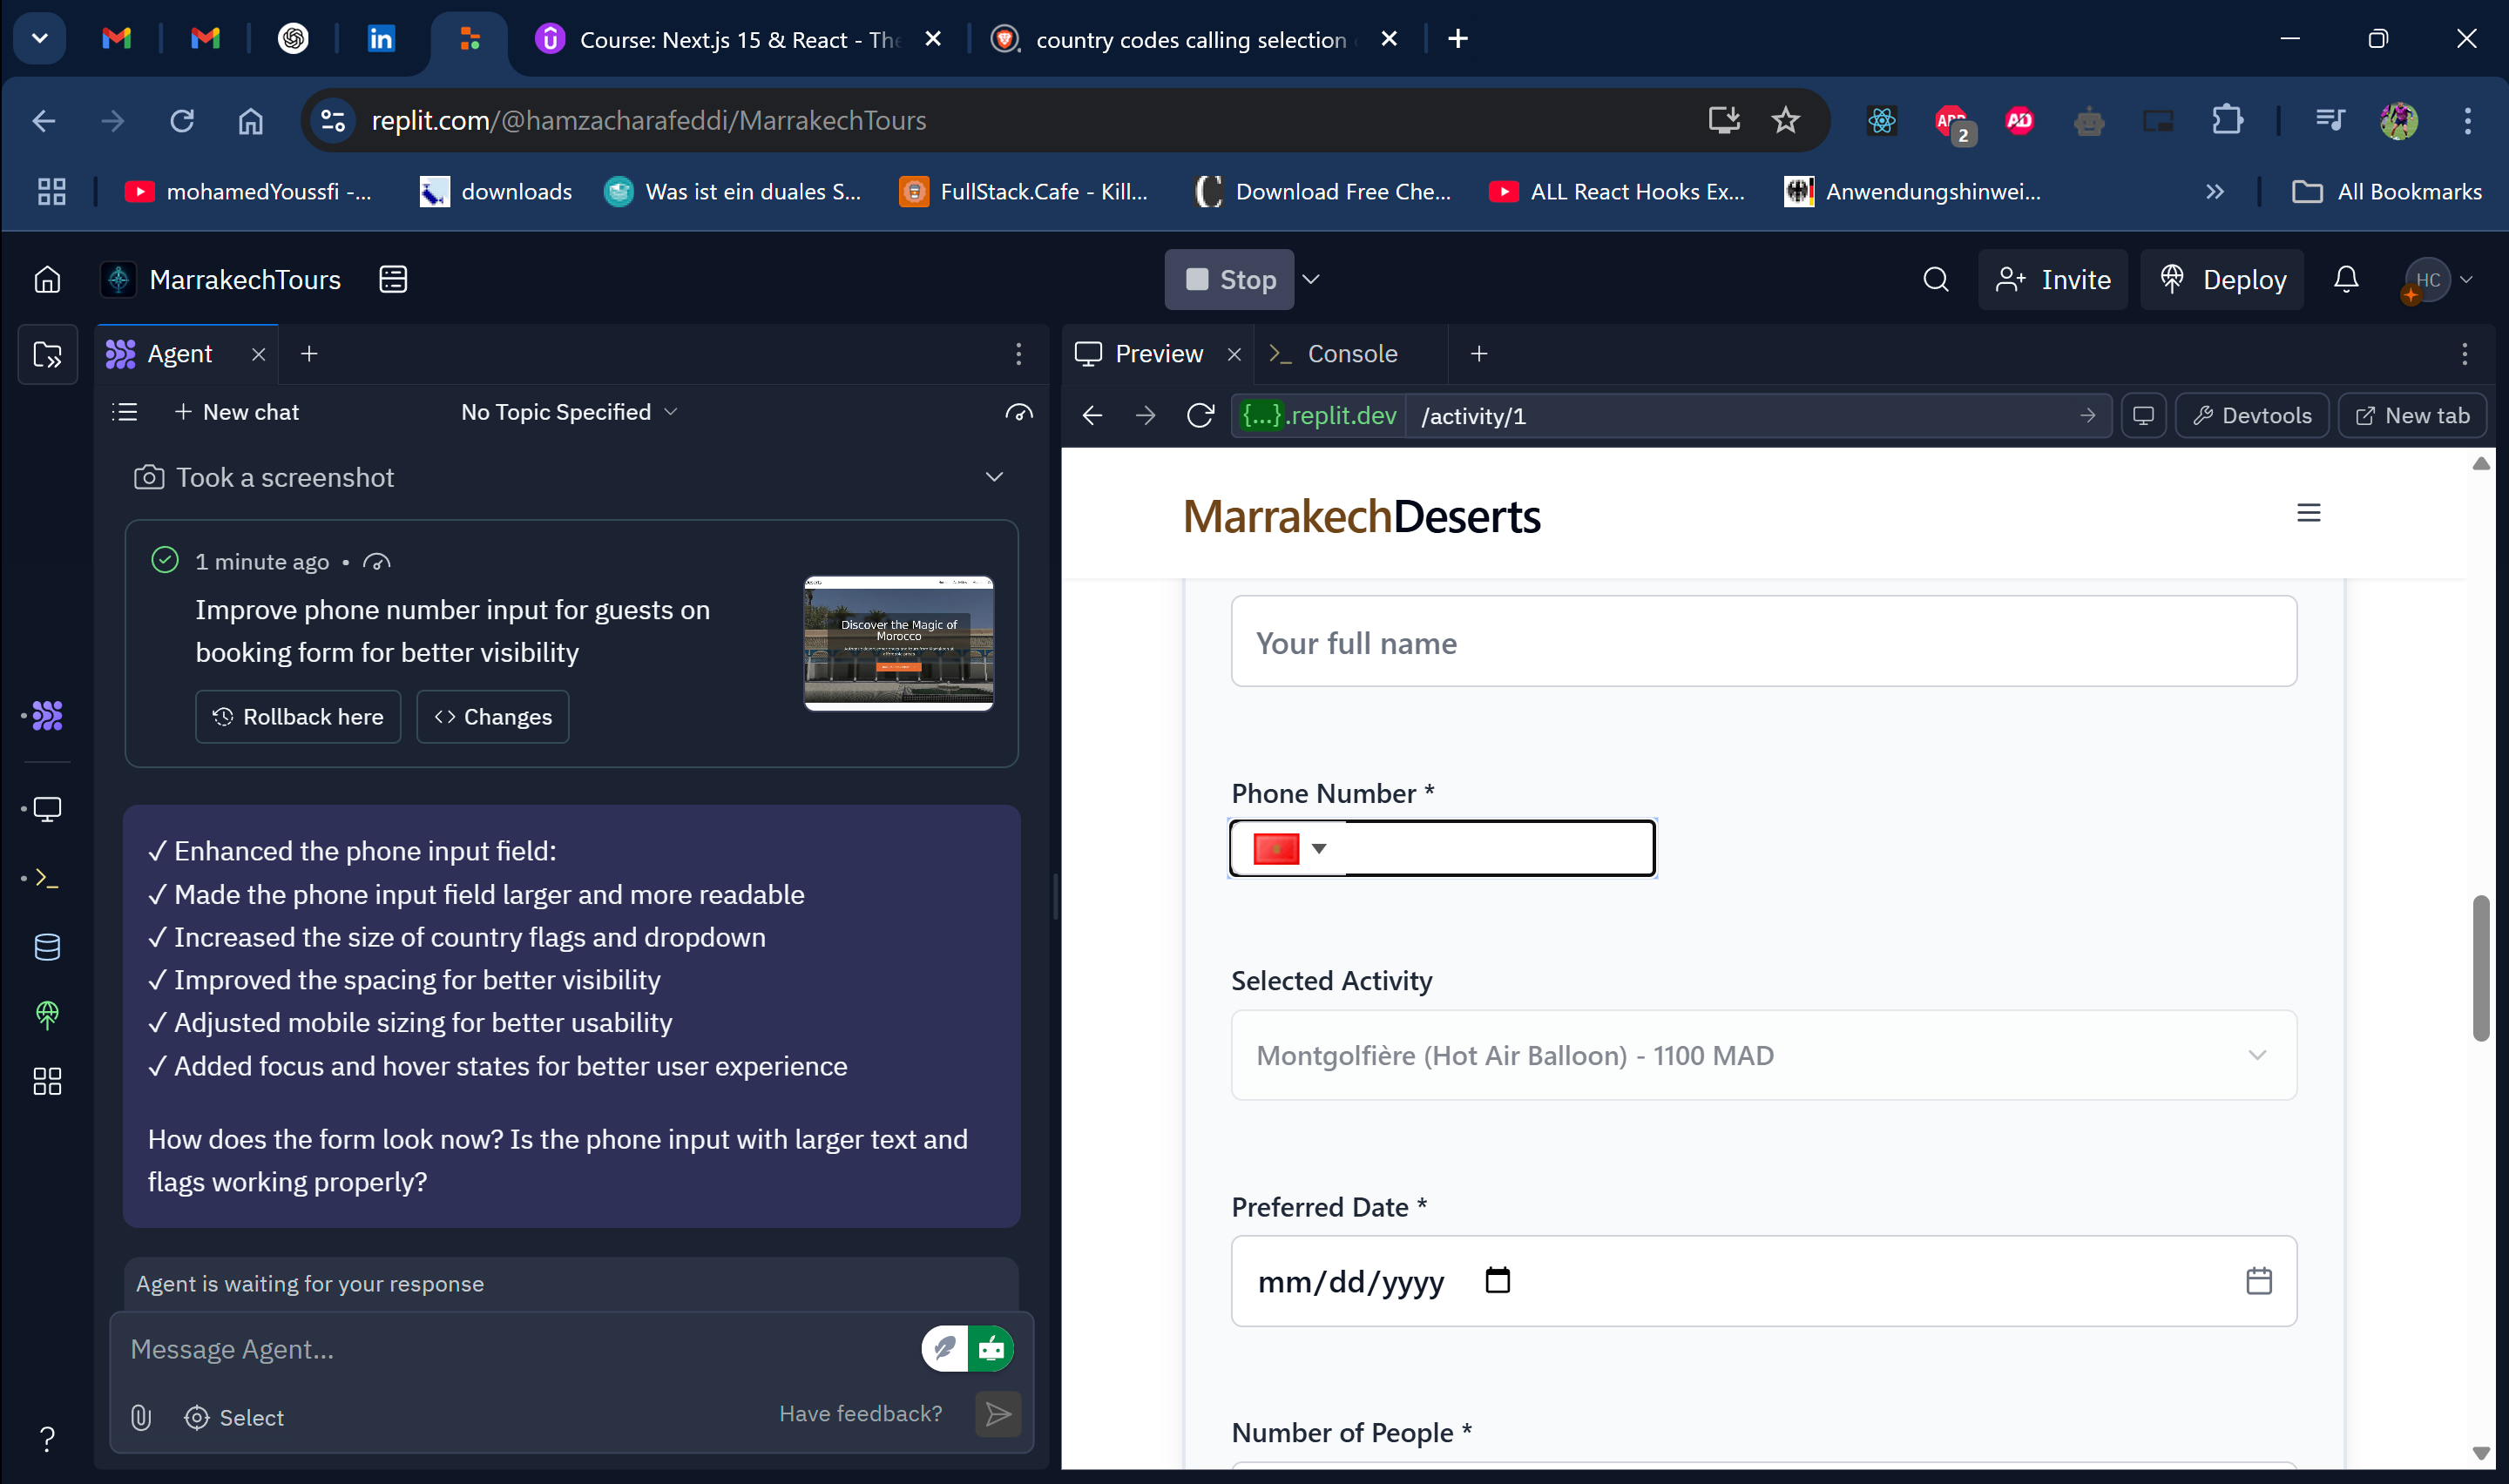 Course: Next.js 15 & React - The
country codes calling selection
replit.com/@hamzacharafeddi/MarrakechTours
2
mohamedYoussfi -...
downloads
Was ist ein duales S...
FullStack.Cafe - Kill...
Download Free Che...
ALL React Hooks Ex...
Anwendungshinwei...
All Bookmarks
MarrakechTours
Stop
Invite
Deploy
HC
Agent
Preview
Console
New chat
No Topic Specified
{...}.replit.dev
/activity/1
Devtools
New tab
Took a screenshot
1 minute ago •
Improve phone number input for guests on
booking form for better visibility
Rollback here
Changes
Discover the Magic of
Morocco
✓ Enhanced the phone input field:
✓ Made the phone input field larger and more readable
✓ Increased the size of country flags and dropdown
✓ Improved the spacing for better visibility
✓ Adjusted mobile sizing for better usability
✓ Added focus and hover states for better user experience
How does the form look now? Is the phone input with larger text and
flags working properly?
Agent is waiting for your response
Message Agent...
Select
Have feedback?
MarrakechDeserts
Your full name
Phone Number *
Selected Activity
Montgolfière (Hot Air Balloon) - 1100 MAD
Preferred Date *
mm/dd/yyyy
Number of People *